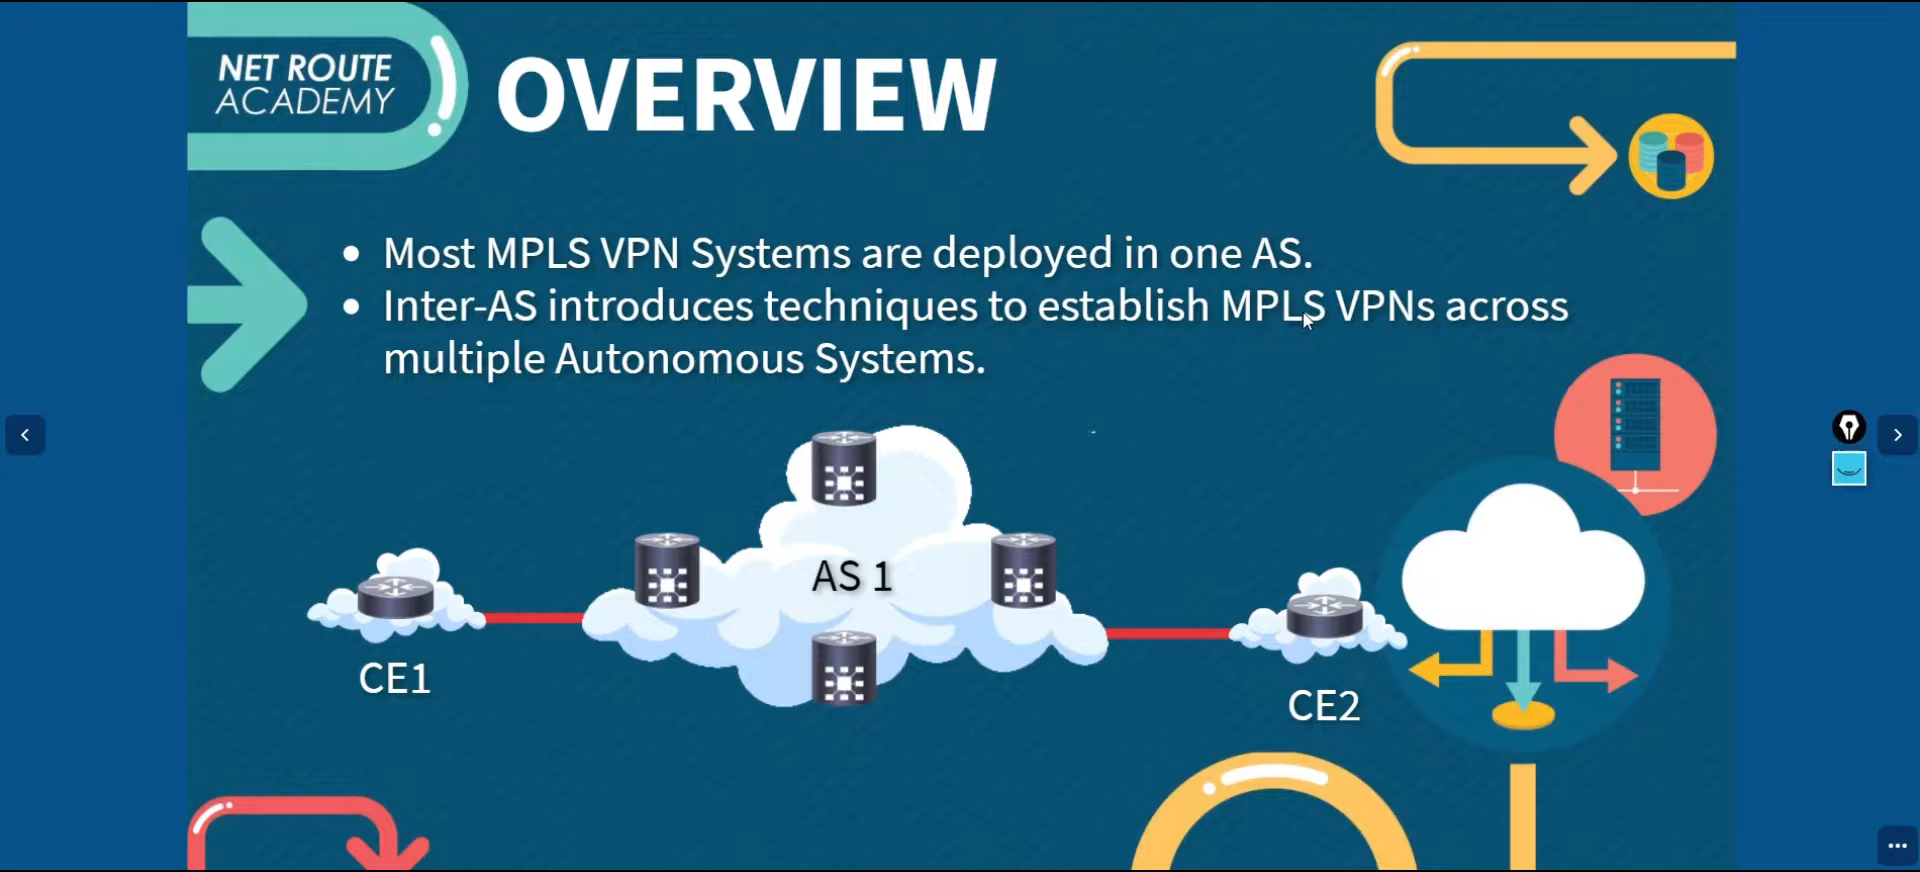 NET ROUTE
ACADEMY
OVERVIEW
• Most MPLS VPN Systems are deployed in one AS.
• Inter-AS introduces techniques to establish MPLS VPNs across
multiple Autonomous Systems.
AS 1
CE1
CE2